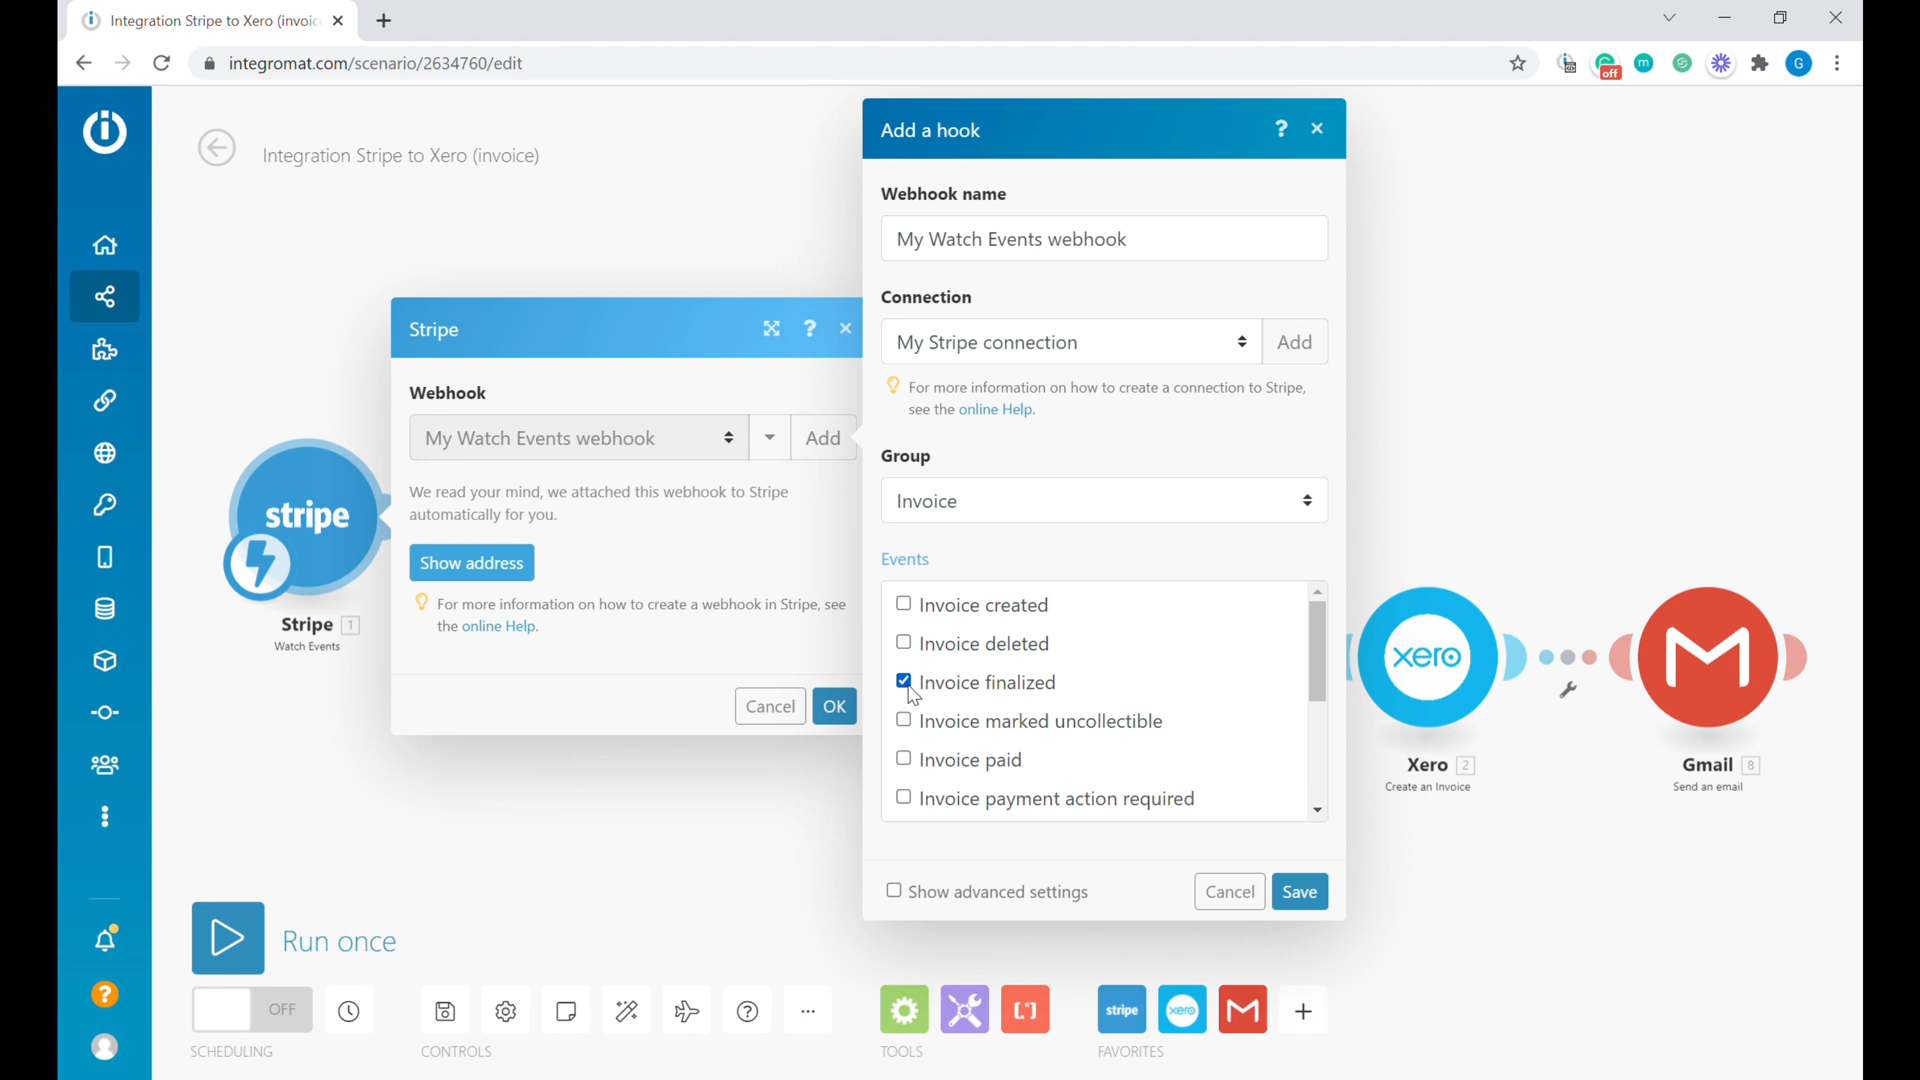 Integration Stripe to Xero (invoic
integromat.com/scenario/2634760/edit
off
m
G
Integration Stripe to Xero (invoice)
Add a hook
?
Webhook name
My Watch Events webhook
Connection
My Stripe connection
Add
For more information on how to create a connection to Stripe,
see the online Help.
Group
Invoice
Events
Invoice created
Invoice deleted
Invoice finalized
Invoice marked uncollectible
Invoice paid
Invoice payment action required
Show advanced settings
Cancel
Save
Stripe
?
Webhook
My Watch Events webhook
Add
We read your mind, we attached this webhook to Stripe
automatically for you.
Show address
For more information on how to create a webhook in Stripe, see
the online Help.
Cancel
OK
stripe
Stripe 1
Watch Events
xero
Xero 2
Create an Invoice
Gmail 8
Send an email
Run once
OFF
SCHEDULING
CONTROLS
TOOLS
stripe
xero
FAVORITES